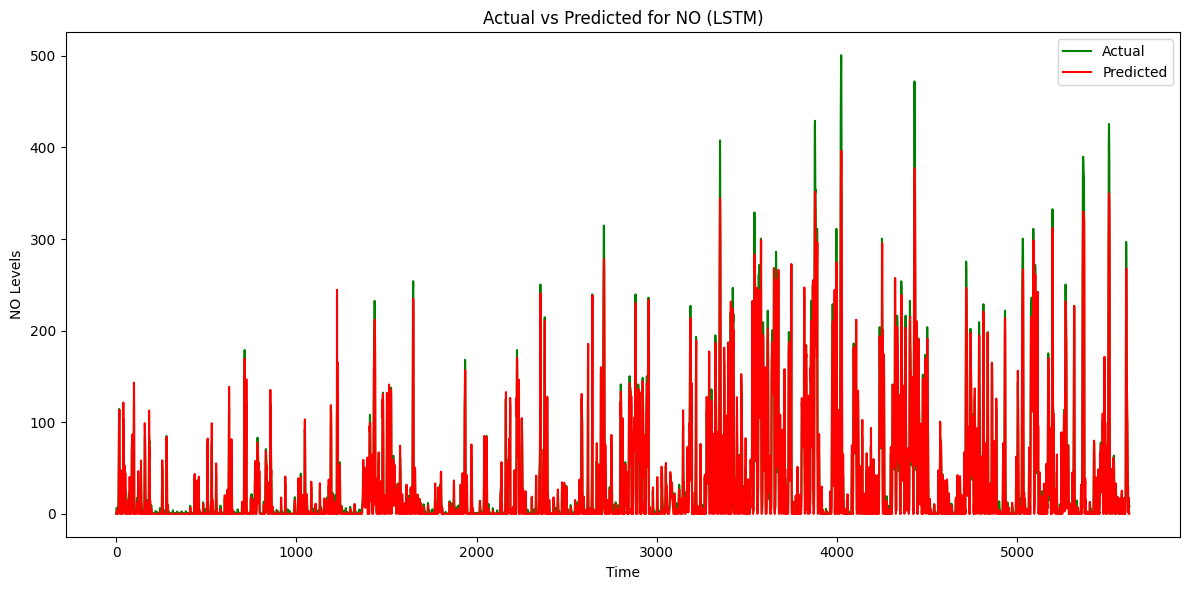 Actual vs Predicted for NO (LSTM)
Actual
Predicted
NO Levels
500
400
300
200
100
0
0 1000 2000 3000 4000 5000
Time